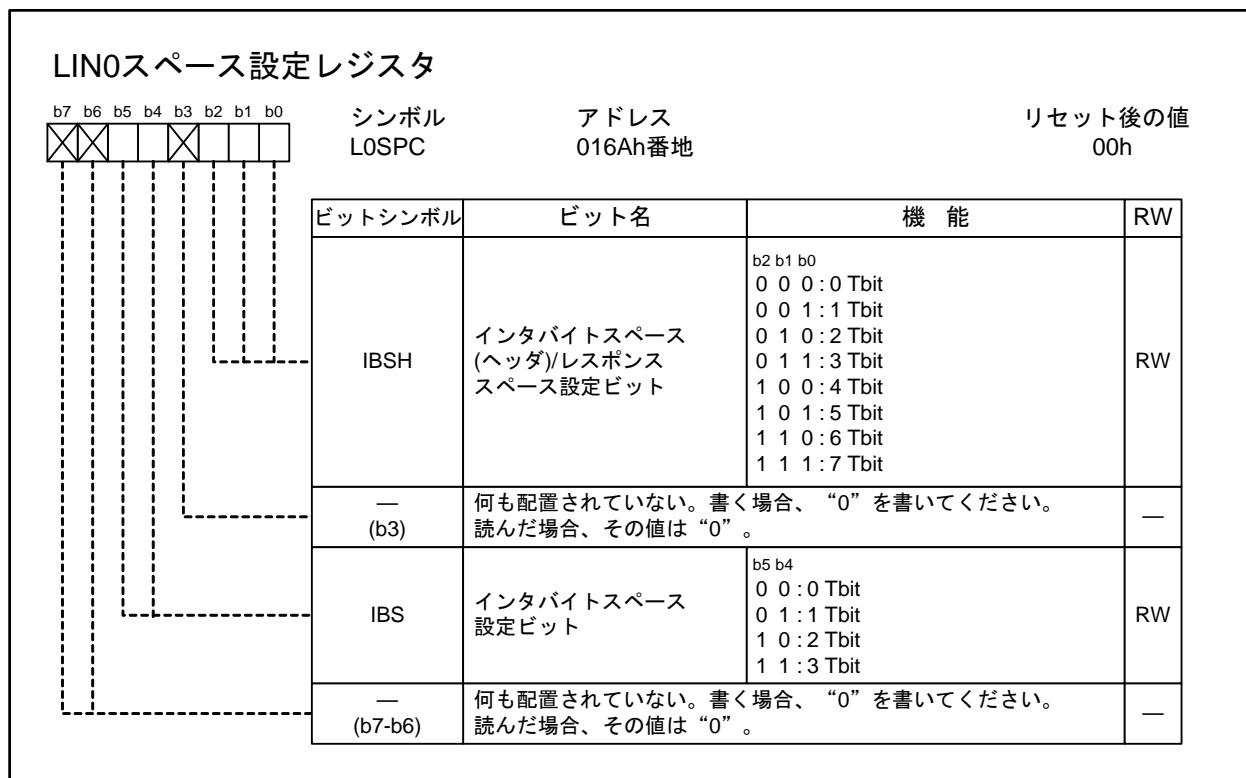 LIN0スペース設定レジスタ
b7 b6 b5 b4 b3 b2 b1 b0
シンボル アドレス リセット後の値
L0SPC 016Ah番地 00h
ビットシンボル ビット名 機 能 RW
b2 b1 b0
0 0 0 : 0 Tbit
0 0 1 : 1 Tbit
0 1 0 : 2 Tbit
0 1 1 : 3 Tbit
1 0 0 : 4 Tbit
1 0 1 : 5 Tbit
1 1 0 : 6 Tbit
1 1 1 : 7 Tbit
IBSH
インタバイトスペース
(ヘッダ)/レスポンス
スペース設定ビット
RW
—
(b3)
何も配置されていない。書く場合、“0”を書いてください。
読んだ場合、その値は“0”。
—
IBS
インタバイトスペース
設定ビット
b5 b4
0 0 : 0 Tbit
0 1 : 1 Tbit
1 0 : 2 Tbit
1 1 : 3 Tbit
RW
—
(b7-b6)
何も配置されていない。書く場合、“0”を書いてください。
読んだ場合、その値は“0”。
—